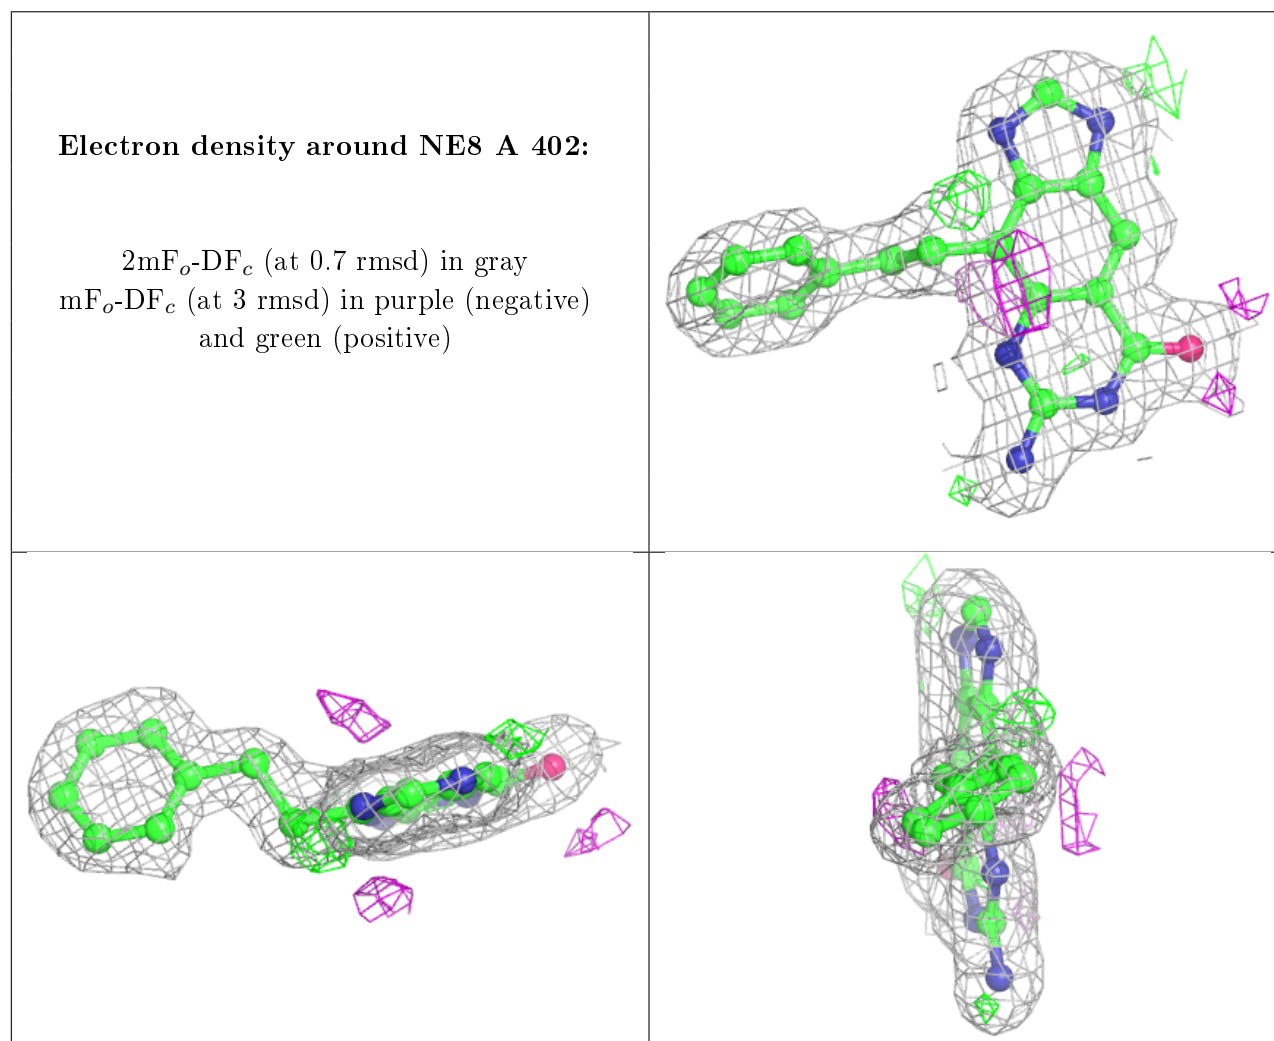 Electron density around NE8 A 402:
2mFₒ-DF𝒸 (at 0.7 rmsd) in gray
mFₒ-DF𝒸 (at 3 rmsd) in purple (negative)
and green (positive)